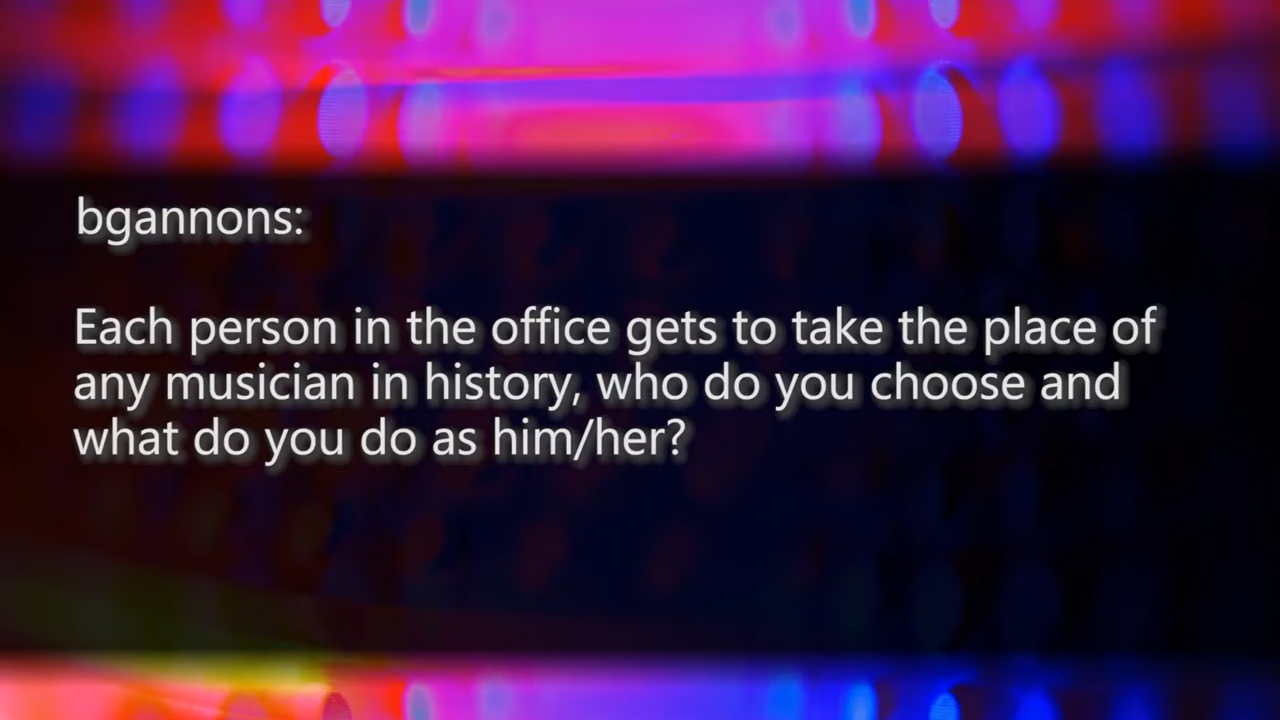 bgannons:
Each person in the office gets to take the place of
any musician in history, who do you choose and
what do you do as him/her?